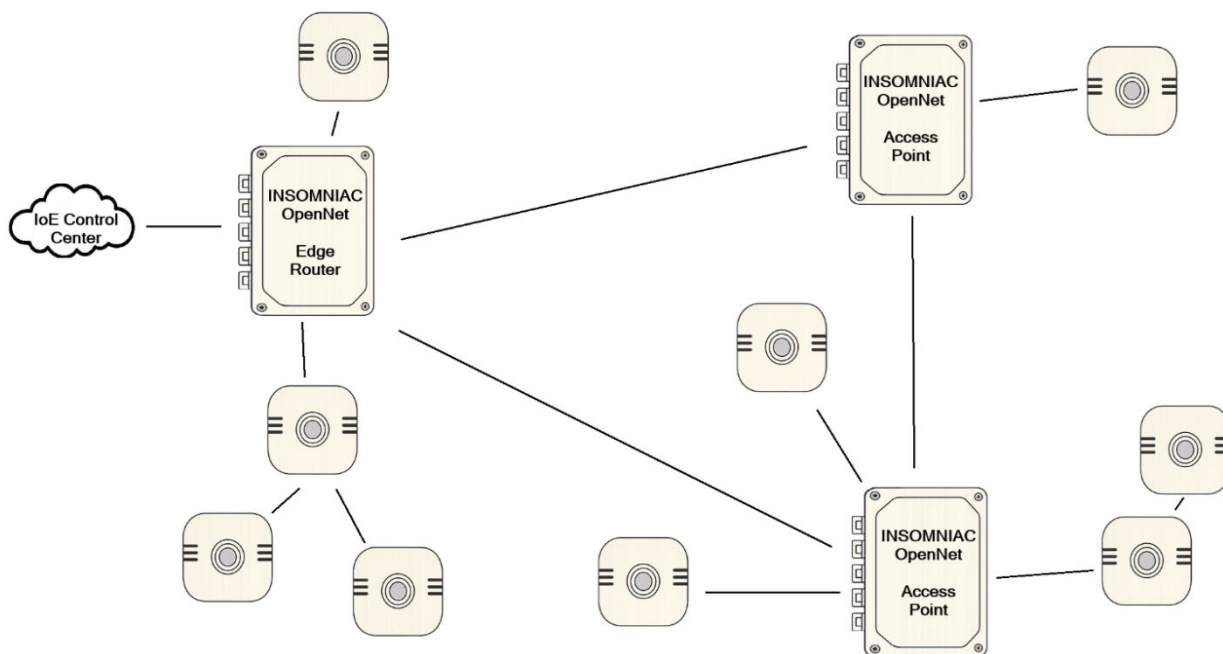 IoE Control
Center
INSOMNIAC
OpenNet
Edge
Router
INSOMNIAC
OpenNet
Access
Point
INSOMNIAC
OpenNet
Access
Point